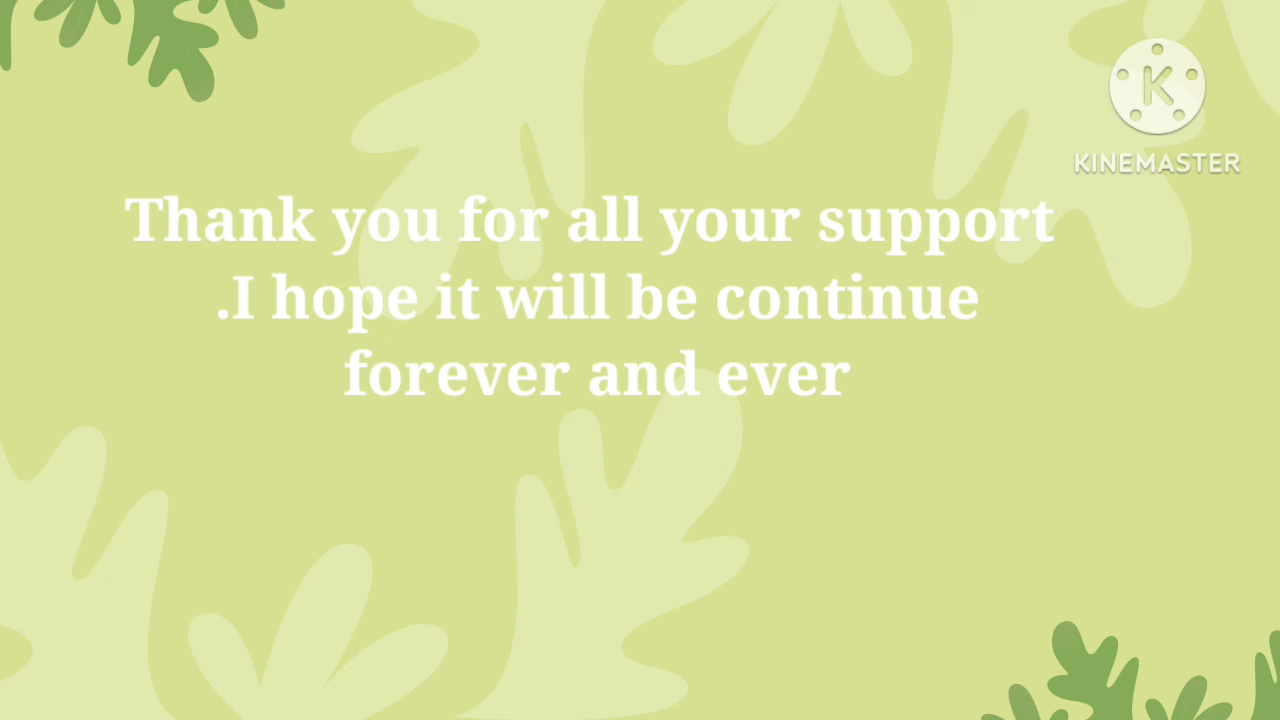 K
KINEMASTER
Thank you for all your support
.I hope it will be continue
forever and ever